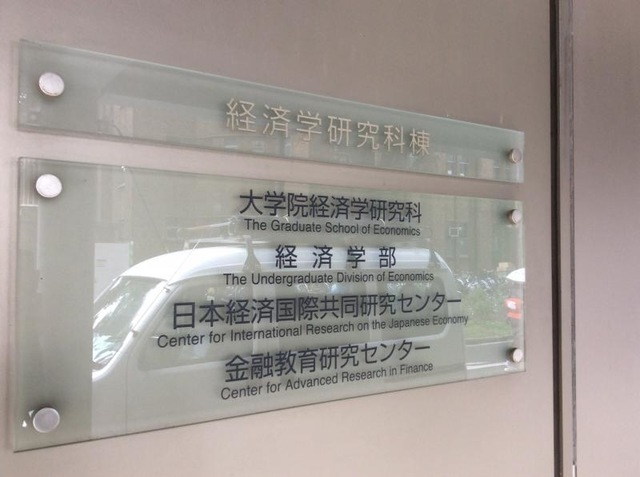 経済学研究科棟
大学院経済学研究科
The Graduate School of Economics
経済学部
The Undergraduate Division of Economics
日本経済国際共同研究センター
Center for International Research on the Japanese Economy
金融教育研究センター
Center for Advanced Research in Finance